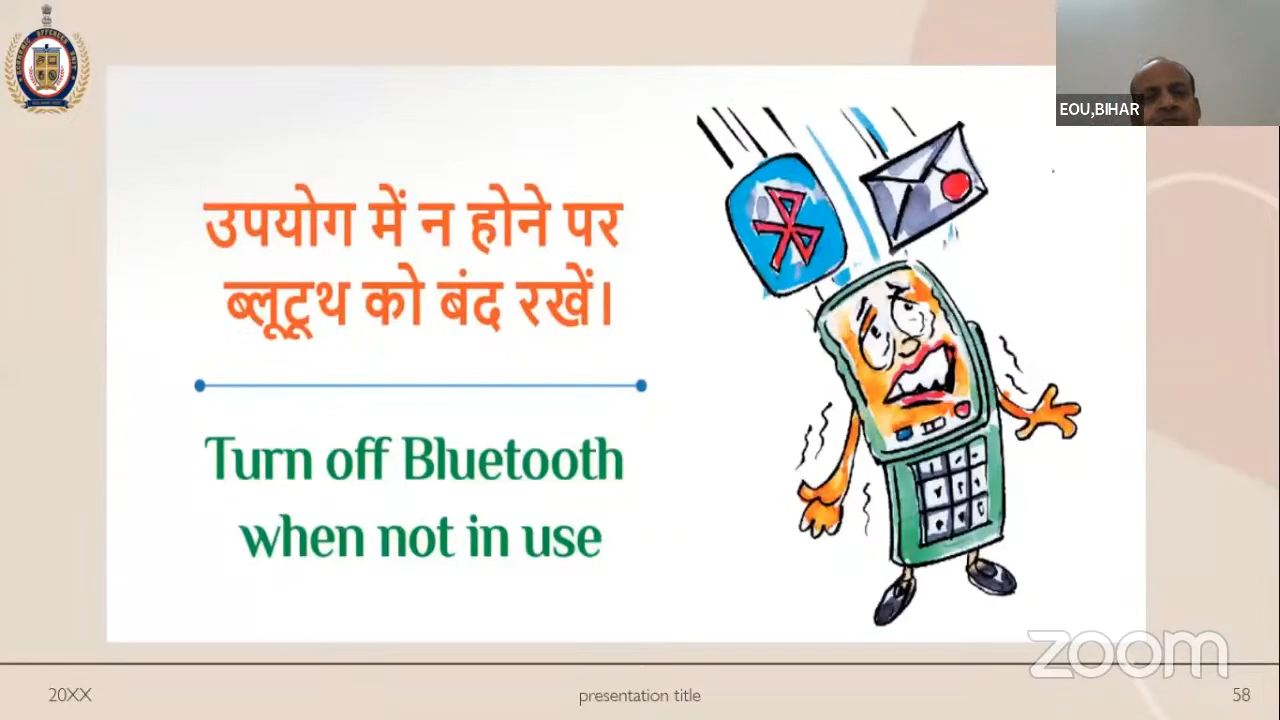 EOU,BIHAR
उपयोग में न होने पर
ब्लूटूथ को बंद रखें।
Turn off Bluetooth
when not in use
zoom
20XX
presentation title
58